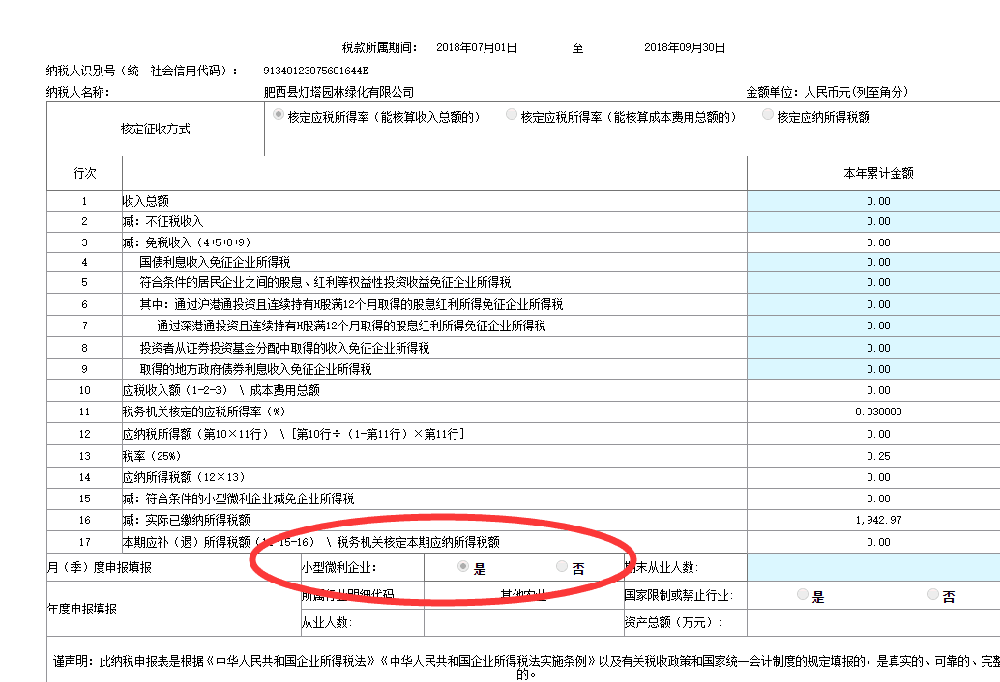 税款所属期间： 2018年07月01日 至 2018年09月30日
纳税人识别号（统一社会信用代码）： 91340123075601644E
纳税人名称： 肥西县灯塔园林绿化有限公司 金额单位：人民币元(列至角分)
核定征收方式 核定应税所得率（能核算收入总额的） 核定应税所得率（能核算成本费用总额的） 核定应纳所得税额
行次 本年累计金额
1 收入总额 0.00
2 减：不征税收入 0.00
3 减：免税收入（4+5+8+9） 0.00
4 国债利息收入免征企业所得税 0.00
5 符合条件的居民企业之间的股息、红利等权益性投资收益免征企业所得税 0.00
6 其中：通过沪港通投资且连续持有H股满12个月取得的股息红利所得免征企业所得税 0.00
7 通过深港通投资且连续持有H股满12个月取得的股息红利所得免征企业所得税 0.00
8 投资者从证券投资基金分配中取得的收入免征企业所得税 0.00
9 取得的地方政府债券利息收入免征企业所得税 0.00
10 应税收入额（1-2-3） \ 成本费用总额 0.00
11 税务机关核定的应税所得率（%） 0.030000
12 应纳税所得额（第10×11行） \ [第10行÷（1-第11行）×第11行] 0.00
13 税率（25%） 0.25
14 应纳所得税额（12×13） 0.00
15 减：符合条件的小型微利企业减免企业所得税 0.00
16 减：实际已缴纳所得税额 1,942.97
17 本期应补（退）所得税额（ -15-16） \ 税务机关核定本期应纳所得税额 0.00
月（季）度申报填报 小型微利企业： 是 否 期末从业人数：
年度申报填报 所属行业明细代码： 其他农业 国家限制或禁止行业： 是 否
从业人数： 资产总额（万元）：
谨声明：此纳税申报表是根据《中华人民共和国企业所得税法》《中华人民共和国企业所得税法实施条例》以及有关税收政策和国家统一会计制度的规定填报的，是真实的、可靠的、完整
的。